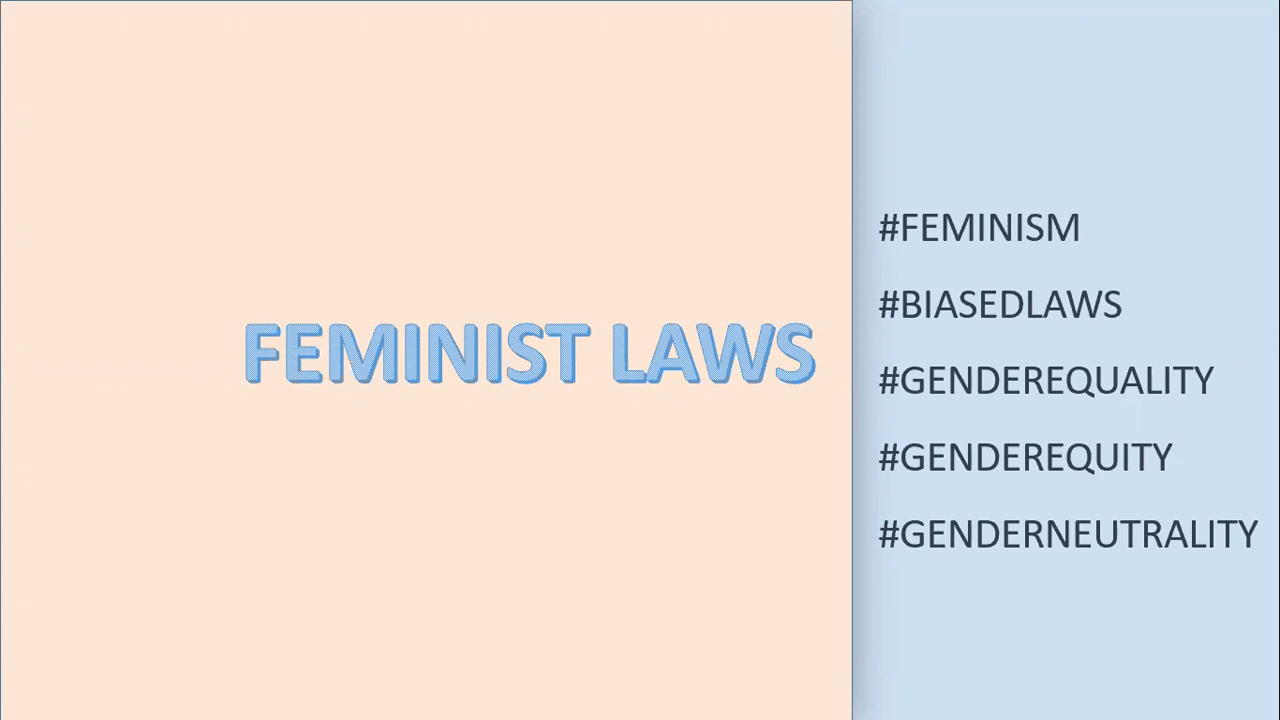 FEMINIST LAWS
#FEMINISM
#BIASEDLAWS
#GENDEREQUALITY
#GENDEREQUITY
#GENDERNEUTRALITY